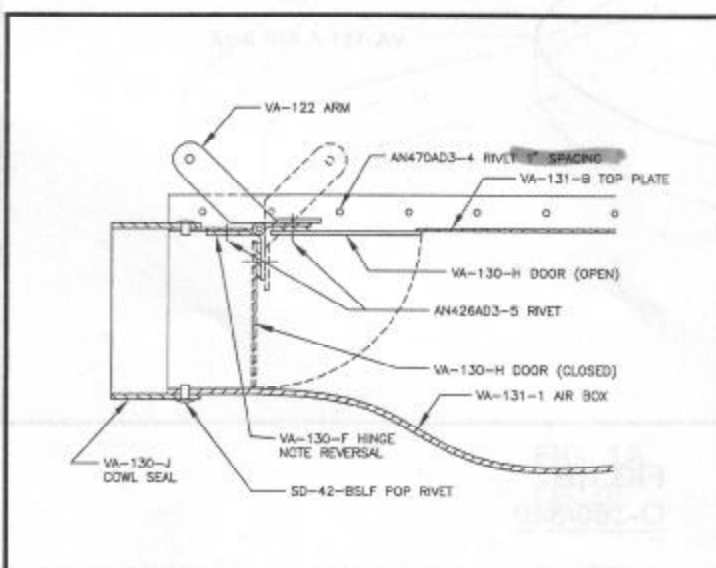 VA-122 ARM
AN470AD3-4 RIVET 1" SPACING
VA-131-B TOP PLATE
VA-130-H DOOR (OPEN)
AN426AD3-5 RIVET
VA-130-H DOOR (CLOSED)
VA-131-1 AIR BOX
VA-130-F HINGE
NOTE REVERSAL
VA-130-J
COWL SEAL
SD-42-BSLF POP RIVET